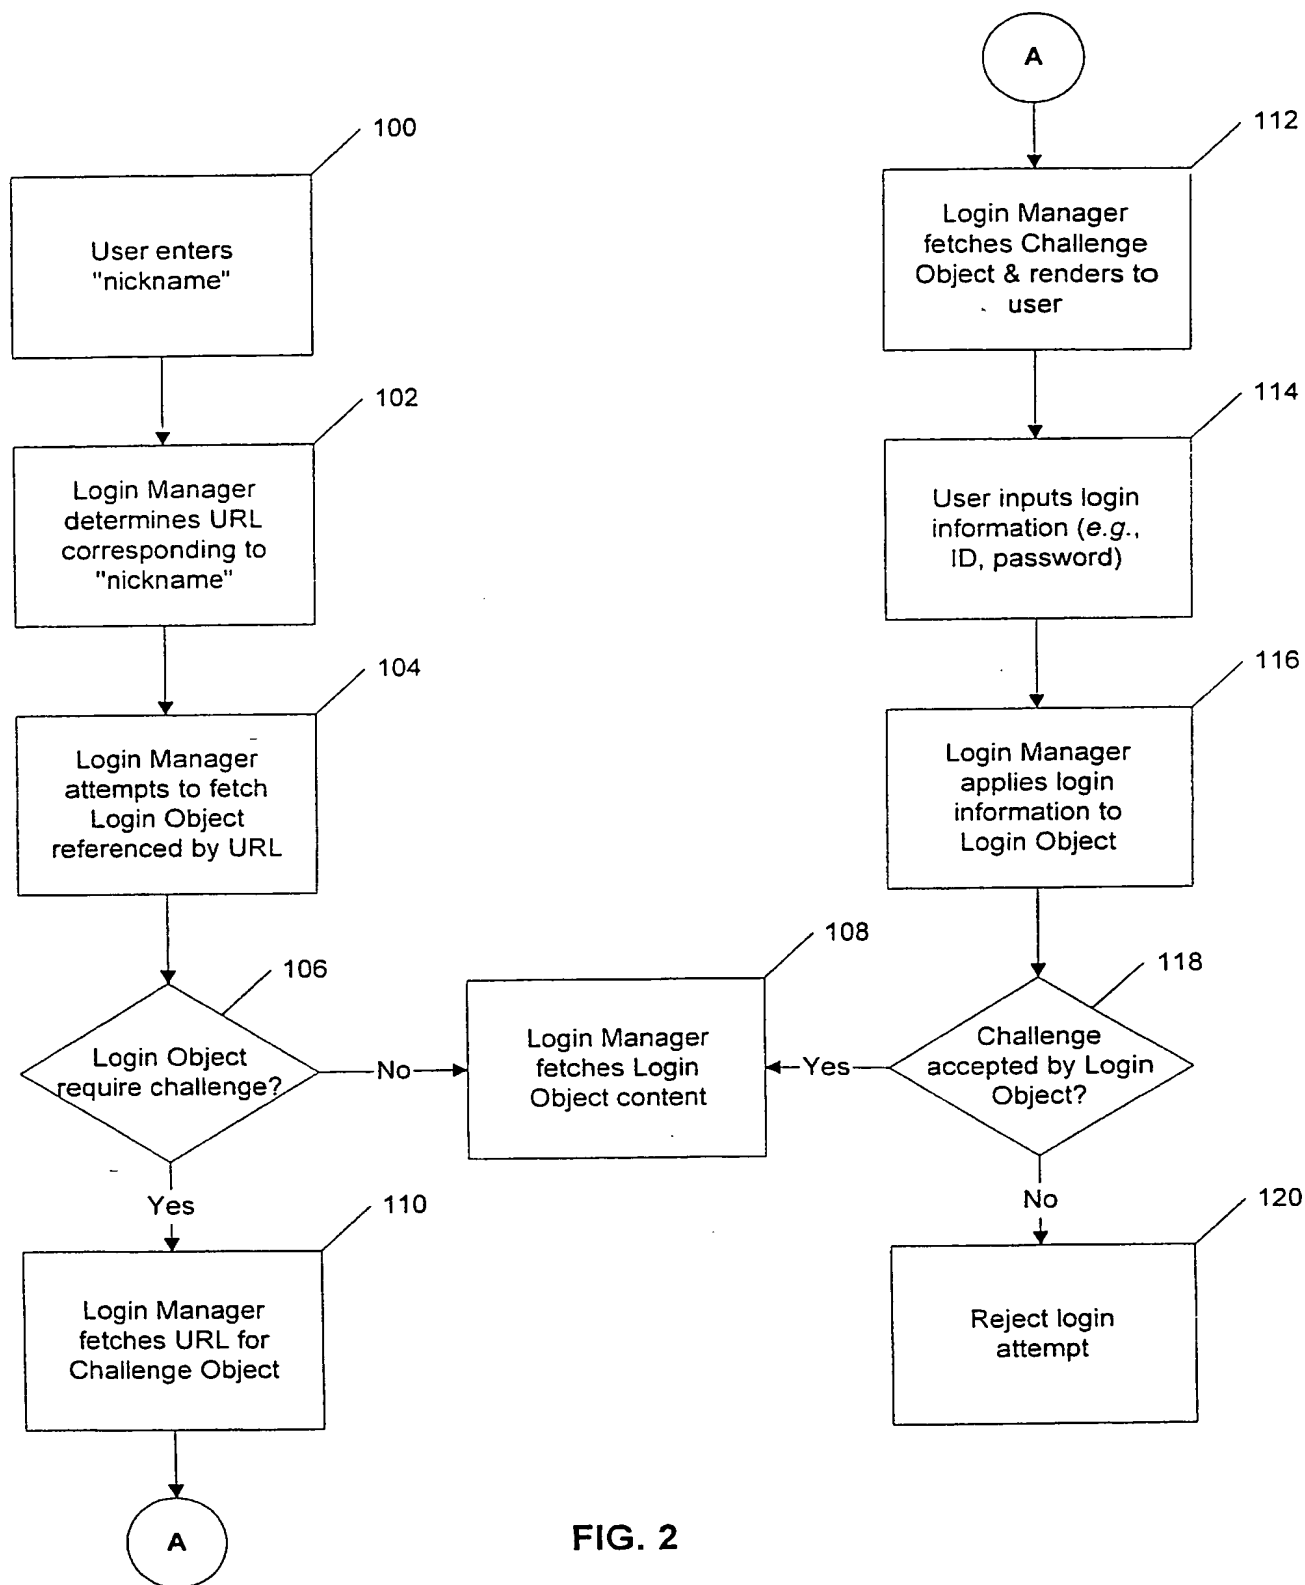 100
User enters
"nickname"
102
Login Manager
determines URL
corresponding to
"nickname"
104
Login Manager
attempts to fetch
Login Object
referenced by URL
106
Login Object
require challenge?
No
Yes
108
Login Manager
fetches Login
Object content
110
Login Manager
fetches URL for
Challenge Object
A
A
112
Login Manager
fetches Challenge
Object & renders to
user
114
User inputs login
information (e.g.,
ID, password)
116
Login Manager
applies login
information to
Login Object
118
Challenge
accepted by Login
Object?
Yes
No
120
Reject login
attempt
FIG. 2